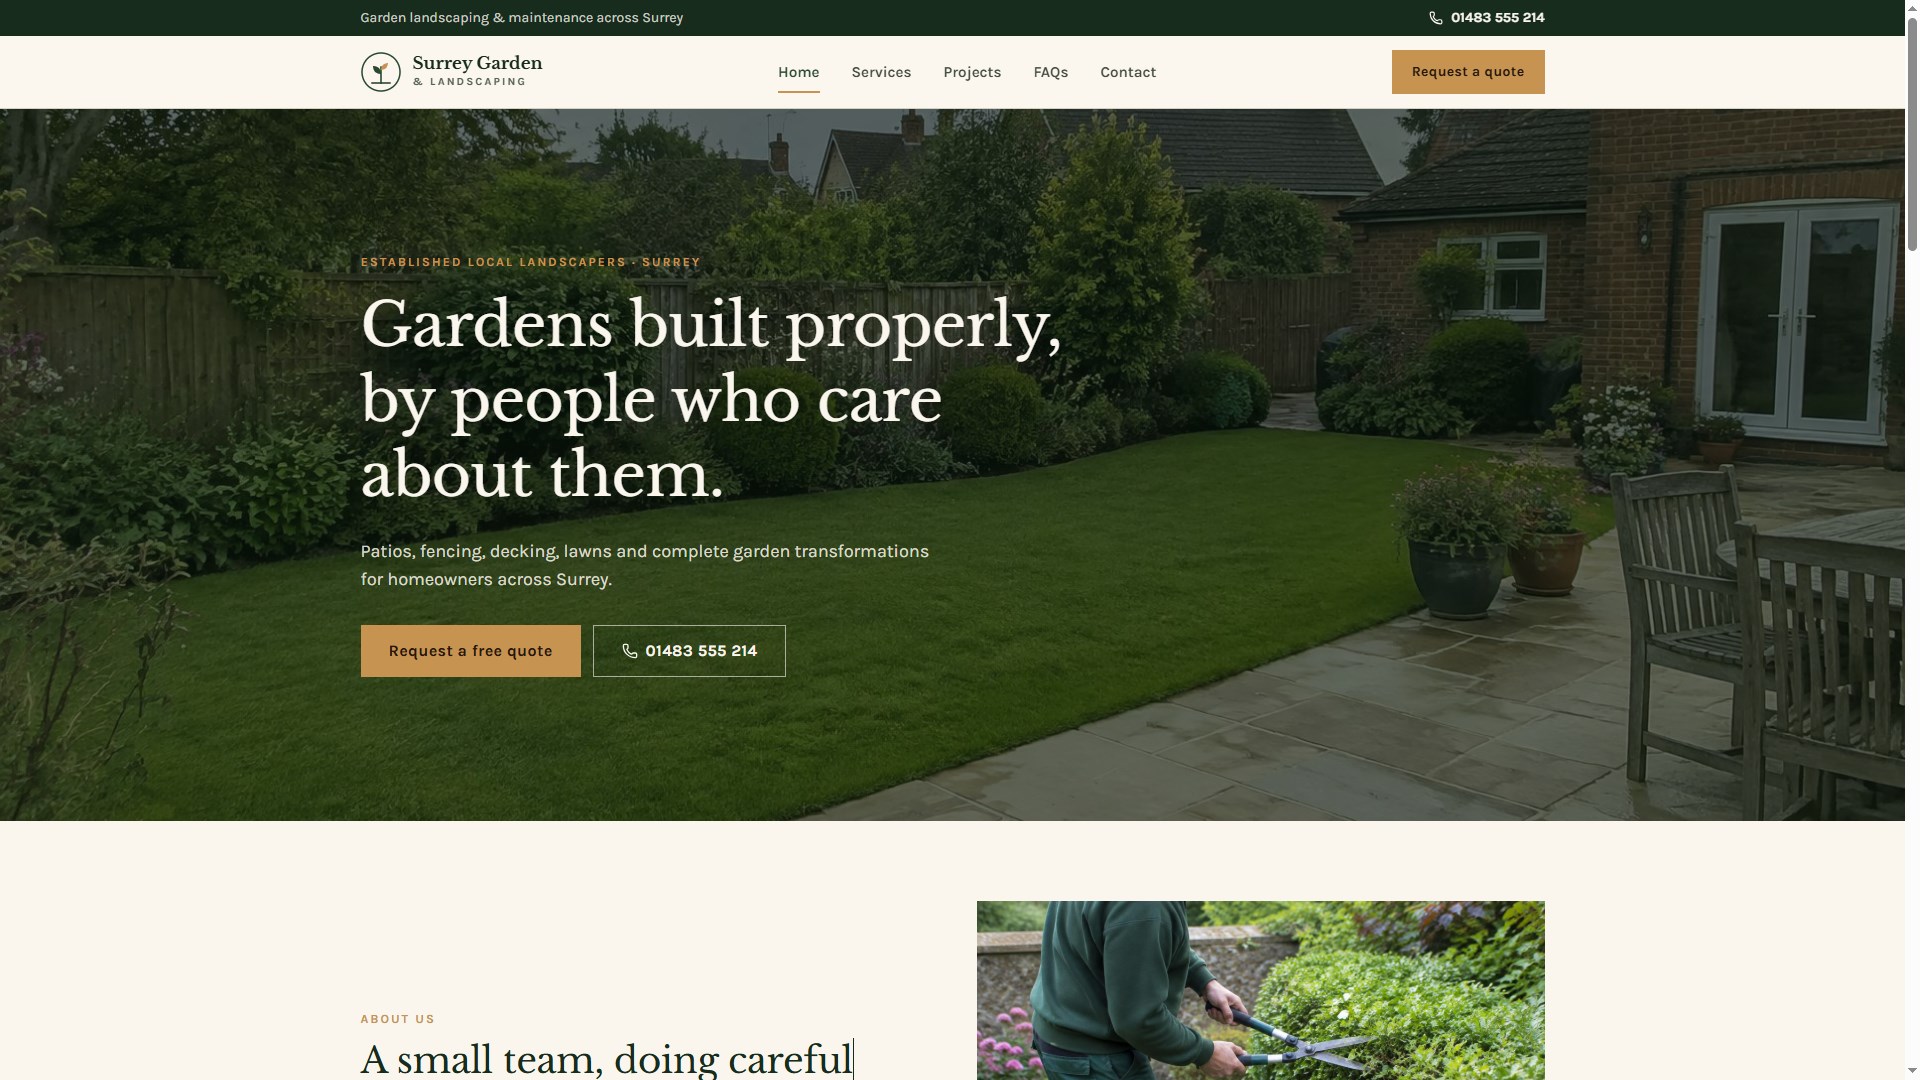 Garden landscaping & maintenance across Surrey
01483 555 214
Surrey Garden
& LANDSCAPING
Home
Services
Projects
FAQs
Contact
Request a quote
ESTABLISHED LOCAL LANDSCAPERS · SURREY
Gardens built properly,
by people who care
about them.
Patios, fencing, decking, lawns and complete garden transformations
for homeowners across Surrey.
Request a free quote
01483 555 214
ABOUT US
A small team, doing careful